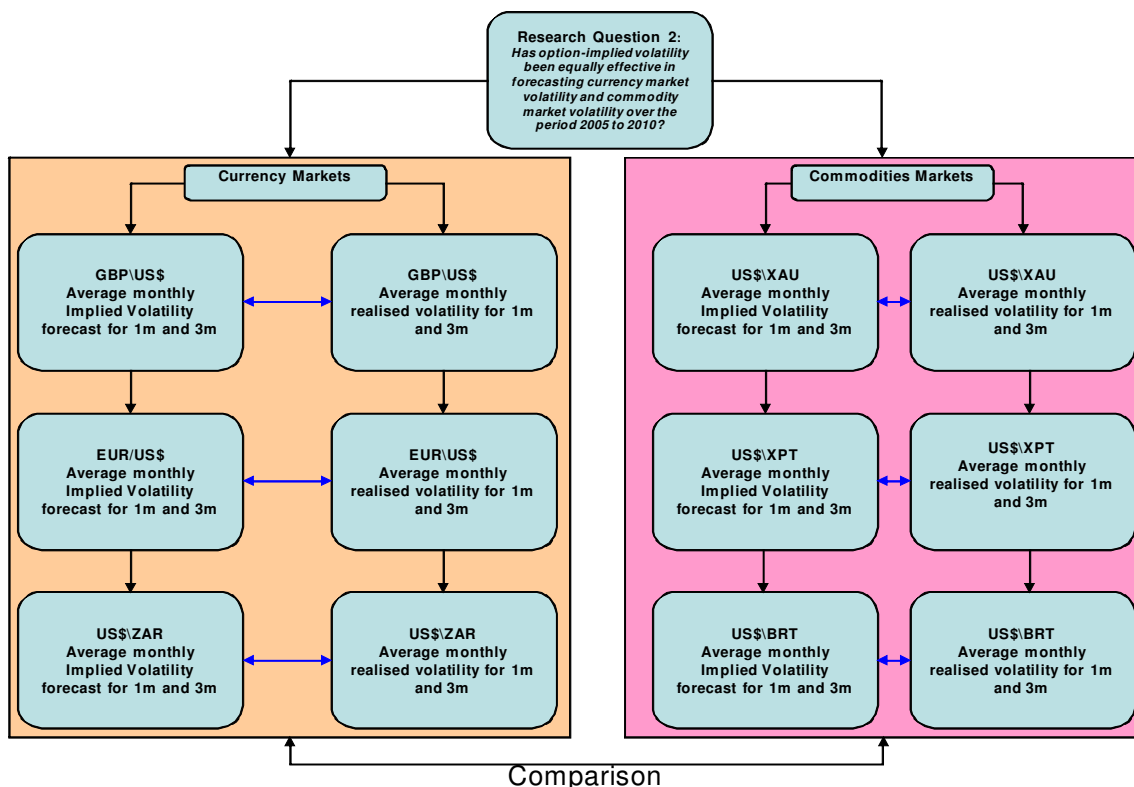 Research Question 2:
Has option-implied volatility
been equally effective in
forecasting currency market
volatility and commodity
market volatility over the
period 2005 to 2010?
Currency Markets
GBP\US$
Average monthly
Implied Volatility
forecast for 1m and 3m
GBP\US$
Average monthly
realised volatility for 1m
and 3m
EUR/US$
Average monthly
Implied Volatility
forecast for 1m and 3m
EUR\US$
Average monthly
realised volatility for 1m
and 3m
US$\ZAR
Average monthly
Implied Volatility
forecast for 1m and 3m
US$\ZAR
Average monthly
realised volatility for 1m
and 3m
Commodities Markets
US$\XAU
Average monthly
Implied Volatility
forecast for 1m and 3m
US$\XAU
Average monthly
realised volatility for 1m
and 3m
US$\XPT
Average monthly
Implied Volatility
forecast for 1m and 3m
US$\XPT
Average monthly
realised volatility for 1m
and 3m
US$\BRT
Average monthly
Implied Volatility
forecast for 1m and 3m
US$\BRT
Average monthly
realised volatility for 1m
and 3m
Comparison